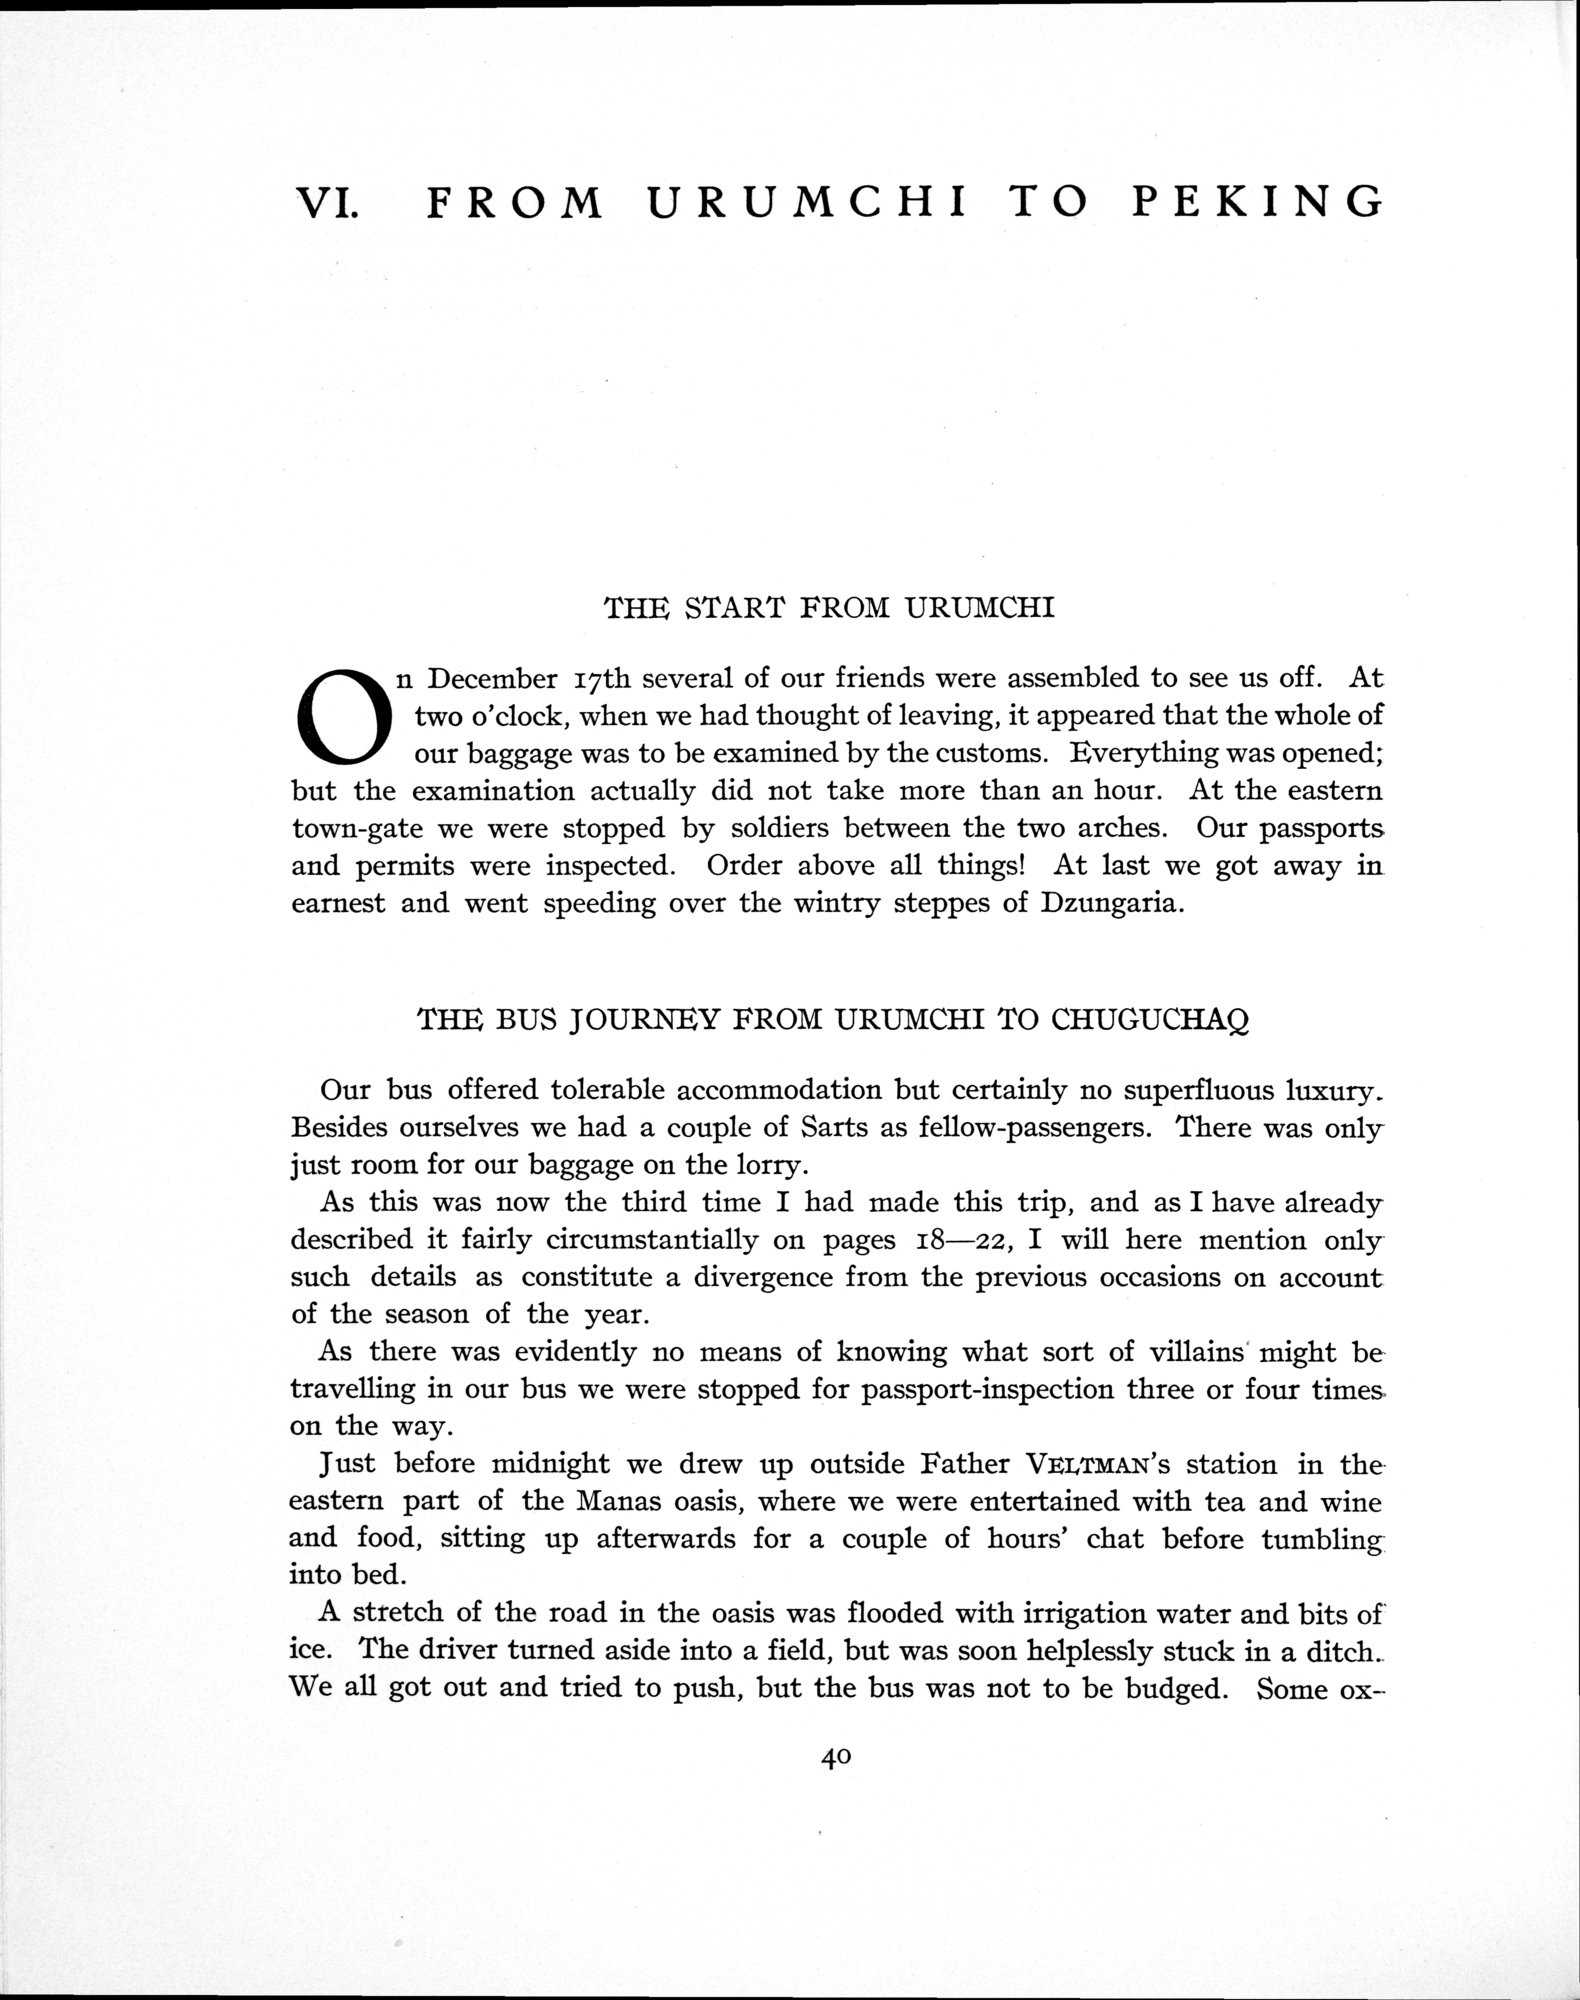 VI. FROM URUMCHI TO PEKING
THE START FROM URUMCHI
On December 17th several of our friends were assembled to see us off. At
two o'clock, when we had thought of leaving, it appeared that the whole of
our baggage was to be examined by the customs. Everything was opened;
but the examination actually did not take more than an hour. At the eastern
town-gate we were stopped by soldiers between the two arches. Our passports
and permits were inspected. Order above all things! At last we got away in
earnest and went speeding over the wintry steppes of Dzungaria.
THE BUS JOURNEY FROM URUMCHI TO CHUGUCHAQ
Our bus offered tolerable accommodation but certainly no superfluous luxury.
Besides ourselves we had a couple of Sarts as fellow-passengers. There was only
just room for our baggage on the lorry.
As this was now the third time I had made this trip, and as I have already
described it fairly circumstantially on pages 18—22, I will here mention only
such details as constitute a divergence from the previous occasions on account
of the season of the year.
As there was evidently no means of knowing what sort of villains might be
travelling in our bus we were stopped for passport-inspection three or four times
on the way.
Just before midnight we drew up outside Father VELTMAN's station in the
eastern part of the Manas oasis, where we were entertained with tea and wine
and food, sitting up afterwards for a couple of hours' chat before tumbling
into bed.
A stretch of the road in the oasis was flooded with irrigation water and bits of
ice. The driver turned aside into a field, but was soon helplessly stuck in a ditch.
We all got out and tried to push, but the bus was not to be budged. Some ox-
40